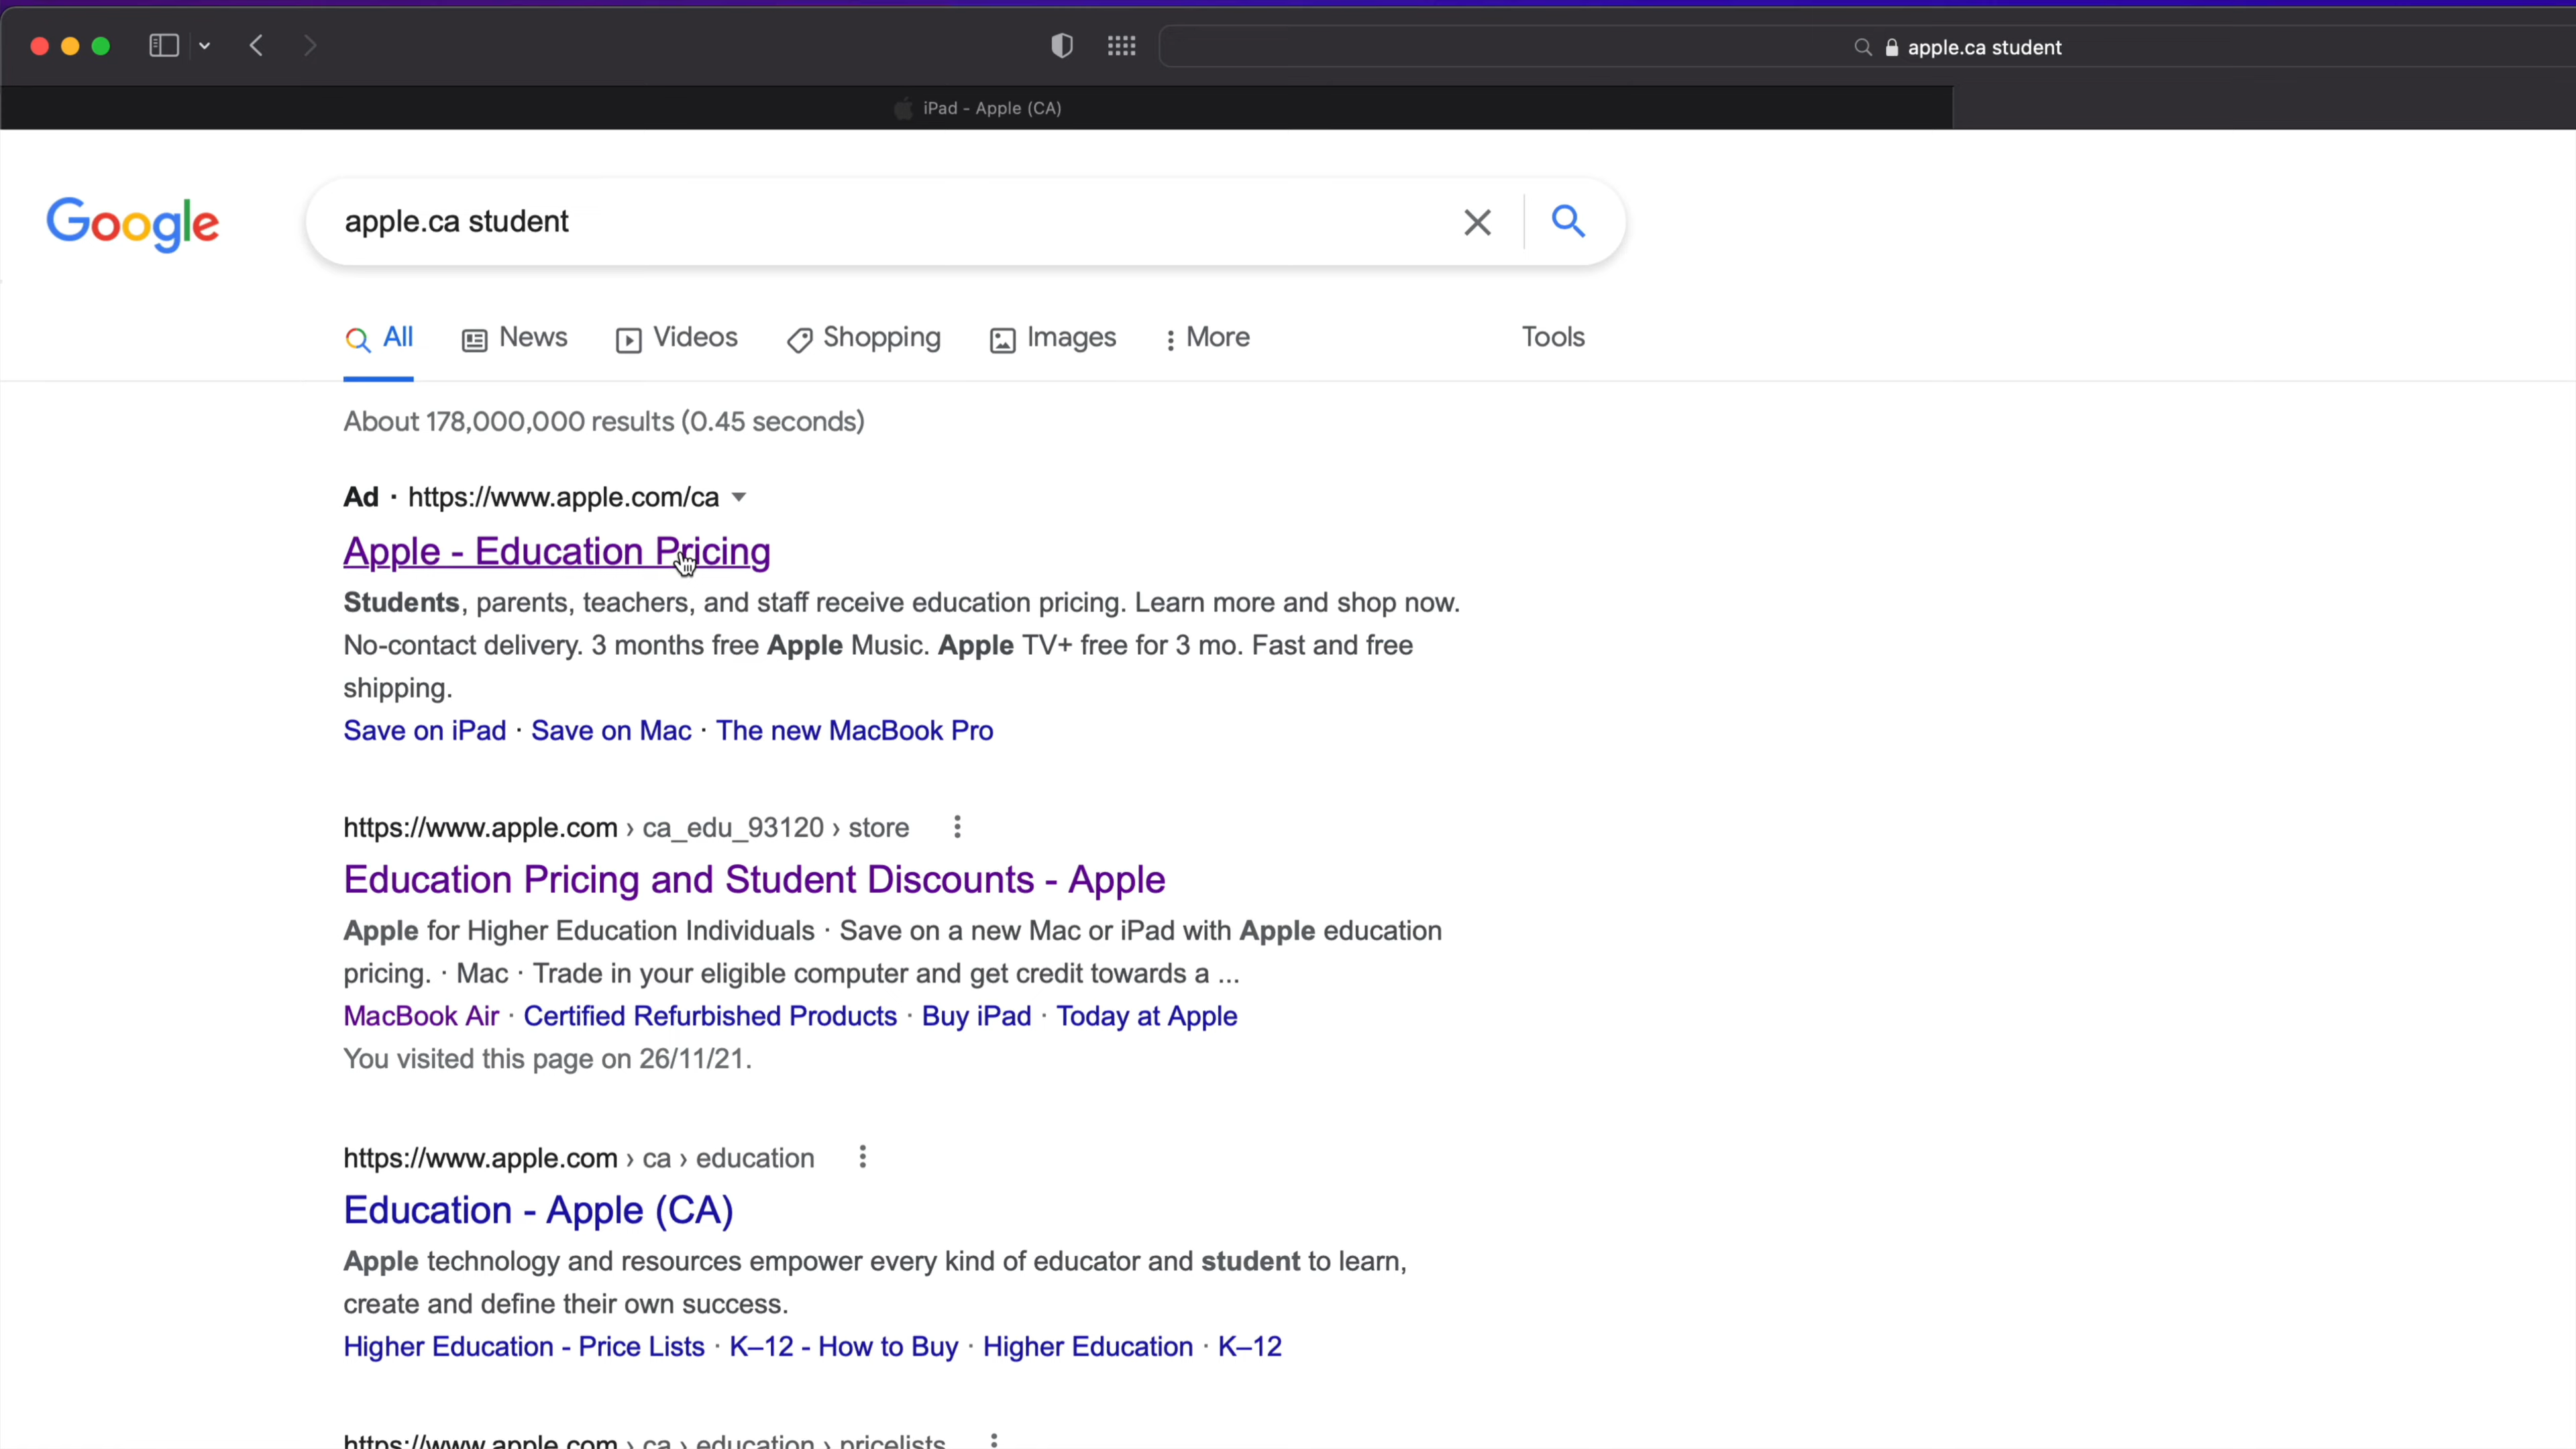 apple.ca student
iPad - Apple (CA)
Google
apple.ca student
All News Videos Shopping Images More Tools
About 178,000,000 results (0.45 seconds)
Ad · https://www.apple.com/ca
Apple - Education Pricing
Students, parents, teachers, and staff receive education pricing. Learn more and shop now.
No-contact delivery. 3 months free Apple Music. Apple TV+ free for 3 mo. Fast and free
shipping.
Save on iPad · Save on Mac · The new MacBook Pro
https://www.apple.com › ca_edu_93120 › store
Education Pricing and Student Discounts - Apple
Apple for Higher Education Individuals · Save on a new Mac or iPad with Apple education
pricing. · Mac · Trade in your eligible computer and get credit towards a ...
MacBook Air · Certified Refurbished Products · Buy iPad · Today at Apple
You visited this page on 26/11/21.
https://www.apple.com › ca › education
Education - Apple (CA)
Apple technology and resources empower every kind of educator and student to learn,
create and define their own success.
Higher Education - Price Lists · K–12 - How to Buy · Higher Education · K–12
https://www.apple.com › ca › education › pricelists